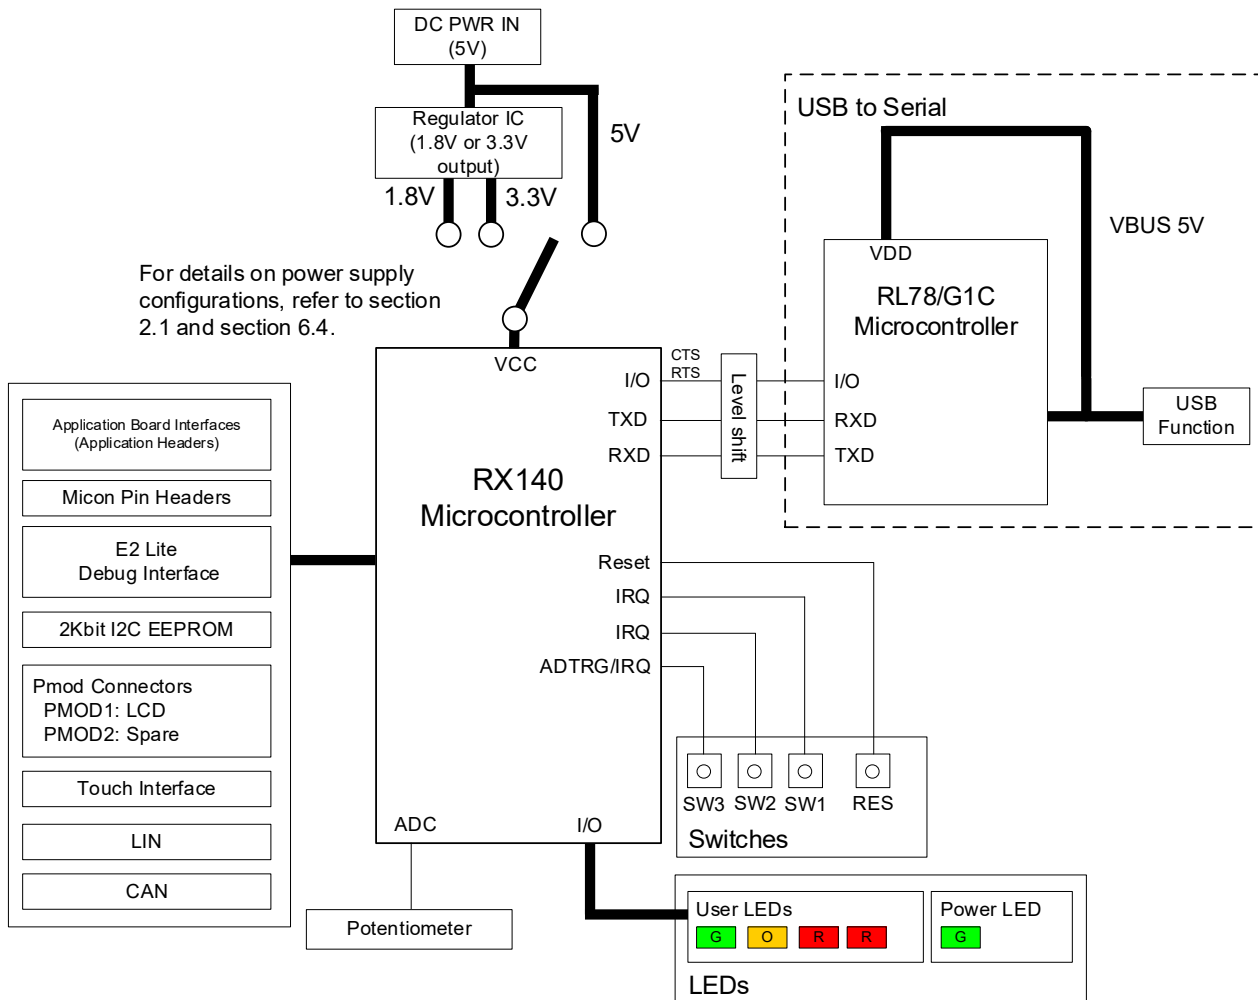 DC PWR IN
(5V)
Regulator IC
(1.8V or 3.3V
output)
5V
1.8V
3.3V
For details on power supply
configurations, refer to section
2.1 and section 6.4.
USB to Serial
VBUS 5V
VDD
RL78/G1C
Microcontroller
I/O
RXD
TXD
USB
Function
VCC
CTS
RTS
I/O
TXD
RXD
Level shift
RX140
Microcontroller
Reset
IRQ
IRQ
ADTRG/IRQ
ADC
I/O
Application Board Interfaces
(Application Headers)
Micon Pin Headers
E2 Lite
Debug Interface
2Kbit I2C EEPROM
Pmod Connectors
PMOD1: LCD
PMOD2: Spare
Touch Interface
LIN
CAN
Potentiometer
SW3 SW2 SW1 RES
Switches
User LEDs
G O R R
Power LED
G
LEDs